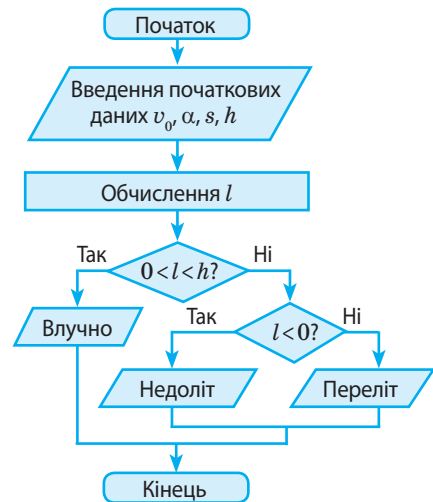 Початок
Введення початкових
даних v₀, α, s, h
Обчислення l
Так
Ні
0 < l < h?
Влучно
Так
Ні
l < 0?
Недоліт
Переліт
Кінець